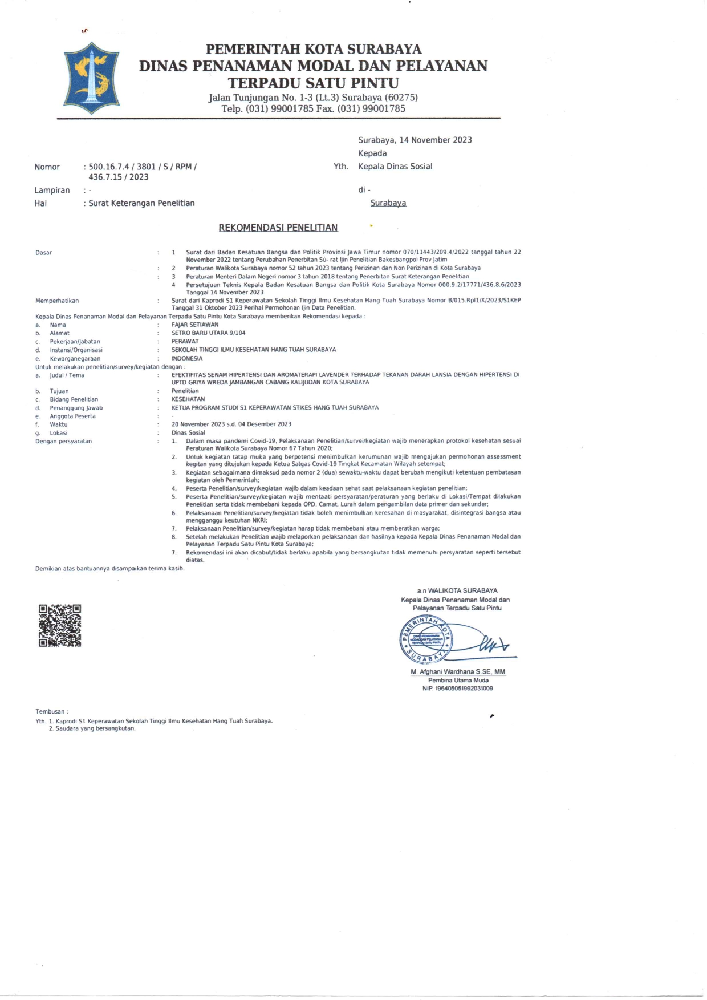 PEMERINTAH KOTA SURABAYA
DINAS PENANAMAN MODAL DAN PELAYANAN
TERPADU SATU PINTU
Jalan Tunjungan No. 1-3 (Lt.3) Surabaya (60275)
Telp. (031) 99001785 Fax. (031) 99001785
Surabaya, 14 November 2023
Kepada
Nomor : 500.16.7.4 / 3801 / S / RPM / Yth. Kepala Dinas Sosial
436.7.15 / 2023
Lampiran : - di -
Hal : Surat Keterangan Penelitian Surabaya
REKOMENDASI PENELITIAN
Dasar : 1 Surat dari Badan Kesatuan Bangsa dan Politik Provinsi Jawa Timur nomor 070/11443/209.4/2022 tanggal tahun 22
November 2022 tentang Perubahan Penerbitan Su- rat Ijin Penelitian Bakesbangpol Prov Jatim
: 2 Peraturan Walikota Surabaya nomor 52 tahun 2023 tentang Perizinan dan Non Perizinan di Kota Surabaya
: 3 Peraturan Menteri Dalam Negeri nomor 3 tahun 2018 tentang Penerbitan Surat Keterangan Penelitian
4 Persetujuan Teknis Kepala Badan Kesatuan Bangsa dan Politik Kota Surabaya Nomor 000.9.2/17771/436.8.6/2023
Tanggal 14 November 2023
Memperhatikan : Surat dari Kaprodi S1 Keperawatan Sekolah Tinggi Ilmu Kesehatan Hang Tuah Surabaya Nomor B/015.Rpl1/X/2023/S1KEP
Tanggal 31 Oktober 2023 Perihal Permohonan Ijin Data Penelitian.
Kepala Dinas Penanaman Modal dan Pelayanan Terpadu Satu Pintu Kota Surabaya memberikan Rekomendasi kepada :
a. Nama : FAJAR SETIAWAN
b. Alamat : SETRO BARU UTARA 9/104
c. Pekerjaan/Jabatan : PERAWAT
d. Instansi/Organisasi : SEKOLAH TINGGI ILMU KESEHATAN HANG TUAH SURABAYA
e. Kewarganegaraan : INDONESIA
Untuk melakukan penelitian/survey/kegiatan dengan :
a. Judul / Tema : EFEKTIFITAS SENAM HIPERTENSI DAN AROMATERAPI LAVENDER TERHADAP TEKANAN DARAH LANSIA DENGAN HIPERTENSI DI
UPTD GRIYA WREDA JAMBANGAN CABANG KALIJUDAN KOTA SURABAYA
b. Tujuan : Penelitian
c. Bidang Penelitian : KESEHATAN
d. Penanggung Jawab : KETUA PROGRAM STUDI S1 KEPERAWATAN STIKES HANG TUAH SURABAYA
e. Anggota Peserta : -
f. Waktu : 20 November 2023 s.d. 04 Desember 2023
g. Lokasi : Dinas Sosial
Dengan persyaratan : 1. Dalam masa pandemi Covid-19, Pelaksanaan Penelitian/survei/kegiatan wajib menerapkan protokol kesehatan sesuai
Peraturan Walikota Surabaya Nomor 67 Tahun 2020;
2. Untuk kegiatan tatap muka yang berpotensi menimbulkan kerumunan wajib mengajukan permohonan assessment
kegitan yang ditujukan kepada Ketua Satgas Covid-19 Tingkat Kecamatan Wilayah setempat;
3. Kegiatan sebagaimana dimaksud pada nomor 2 (dua) sewaktu-waktu dapat berubah mengikuti ketentuan pembatasan
kegiatan oleh Pemerintah;
4. Peserta Penelitian/survey/kegiatan wajib dalam keadaan sehat saat pelaksanaan kegiatan penelitian;
5. Peserta Penelitian/survey/kegiatan wajib mentaati persyaratan/peraturan yang berlaku di Lokasi/Tempat dilakukan
Penelitian serta tidak membebani kepada OPD, Camat, Lurah dalam pengambilan data primer dan sekunder;
6. Pelaksanaan Penelitian/survey/kegiatan tidak boleh menimbulkan keresahan di masyarakat, disintegrasi bangsa atau
mengganggu keutuhan NKRI;
7. Pelaksanaan Penelitian/survey/kegiatan harap tidak membebani atau memberatkan warga;
8. Setelah melakukan Penelitian wajib melaporkan pelaksanaan dan hasilnya kepada Kepala Dinas Penanaman Modal dan
Pelayanan Terpadu Satu Pintu Kota Surabaya;
7. Rekomendasi ini akan dicabut/tidak berlaku apabila yang bersangkutan tidak memenuhi persyaratan seperti tersebut
diatas.
Demikian atas bantuannya disampaikan terima kasih.
a.n WALIKOTA SURABAYA
Kepala Dinas Penanaman Modal dan
Pelayanan Terpadu Satu Pintu
PEMERINTAH KOTA
DINAS PENANAMAN
MODAL DAN PELAYANAN
TERPADU SATU PINTU
SURABAYA
M. Afghani Wardhana S.SE, MM
Pembina Utama Muda
NIP. 196405051992031009
Tembusan :
Yth. 1. Kaprodi S1 Keperawatan Sekolah Tinggi Ilmu Kesehatan Hang Tuah Surabaya.
2. Saudara yang bersangkutan.